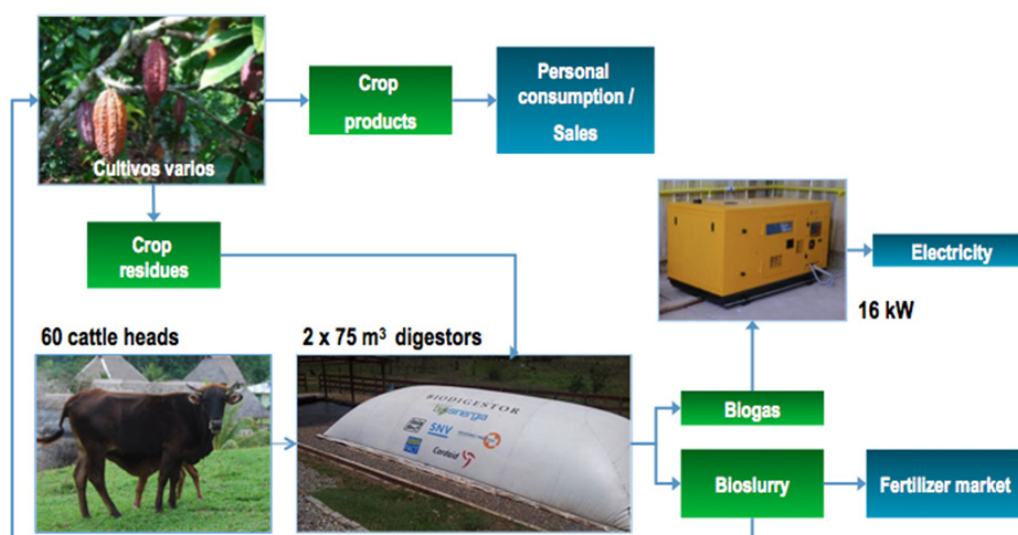 Crop
products
Personal
consumption /
Sales
Cultivos varios
Crop
residues
Electricity
16 kW
60 cattle heads
2 x 75 m³ digestors
BIODIGESTOR
SNV
Cordaid
Biogas
Bioslurry
Fertilizer market